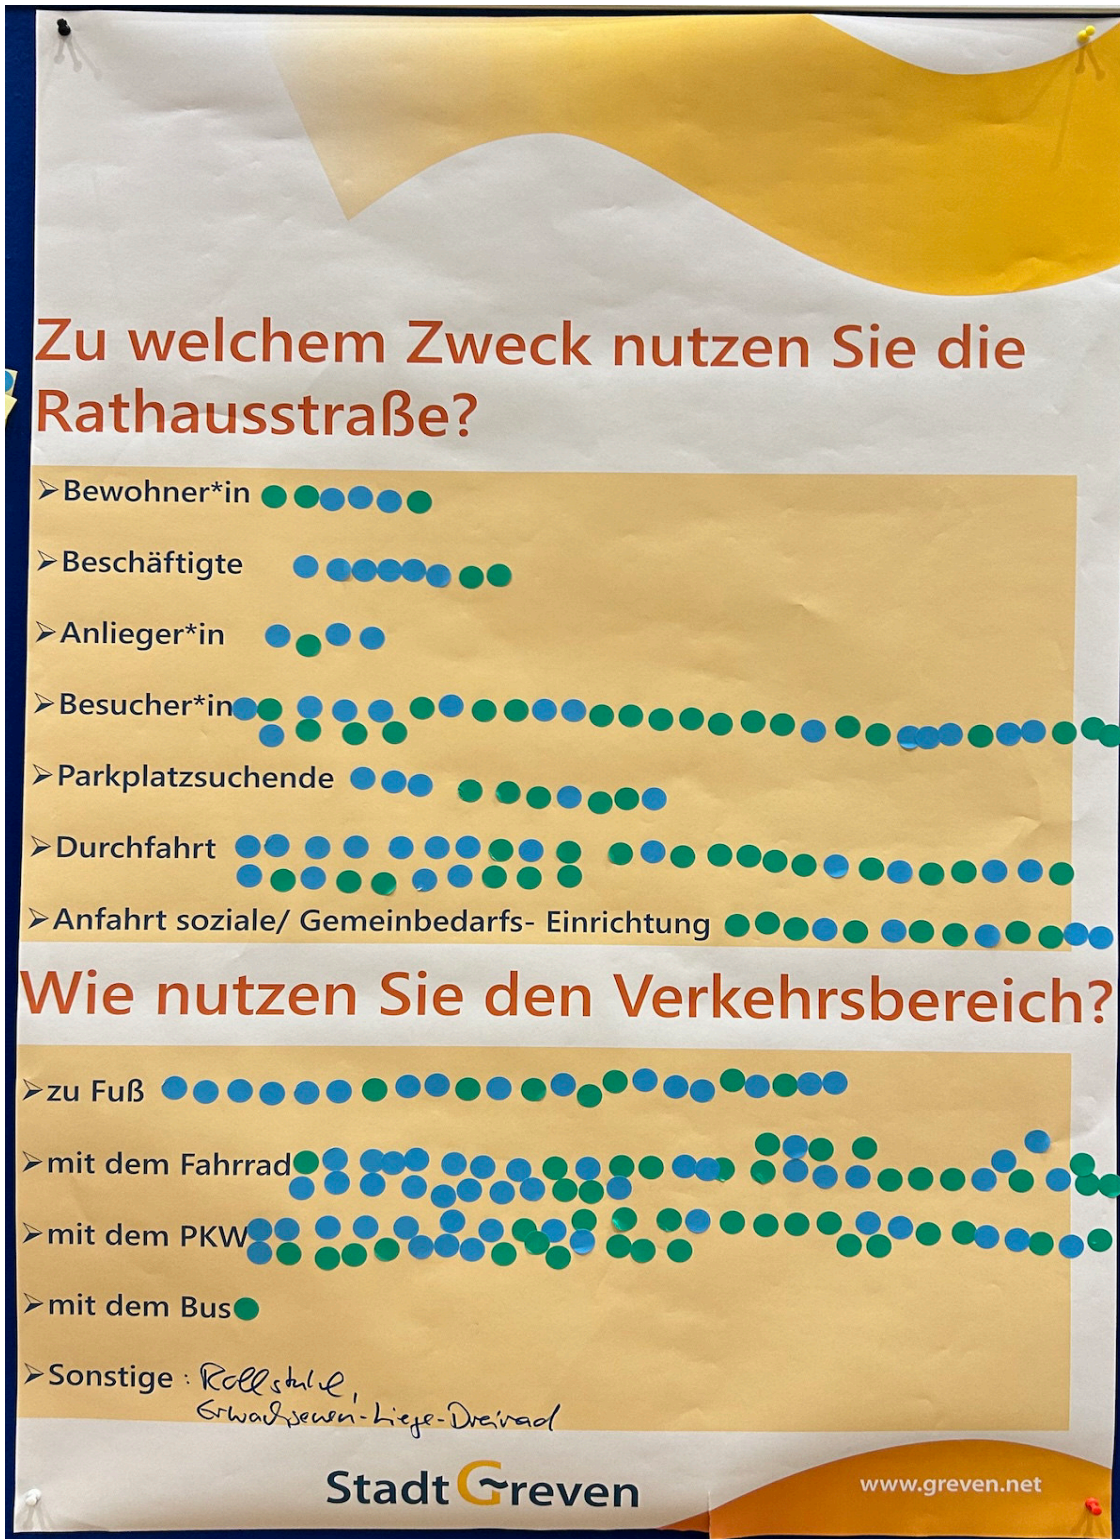 Zu welchem Zweck nutzen Sie die
Rathausstraße?
➢Bewohner*in
➢Beschäftigte
➢Anlieger*in
➢Besucher*in
➢Parkplatzsuchende
➢Durchfahrt
➢Anfahrt soziale/ Gemeinbedarfs- Einrichtung
Wie nutzen Sie den Verkehrsbereich?
➢zu Fuß
➢mit dem Fahrrad
➢mit dem PKW
➢mit dem Bus
➢Sonstige : Rollstuhl,
Erwachsenen-Liege-Dreirad
Stadt Greven
www.greven.net